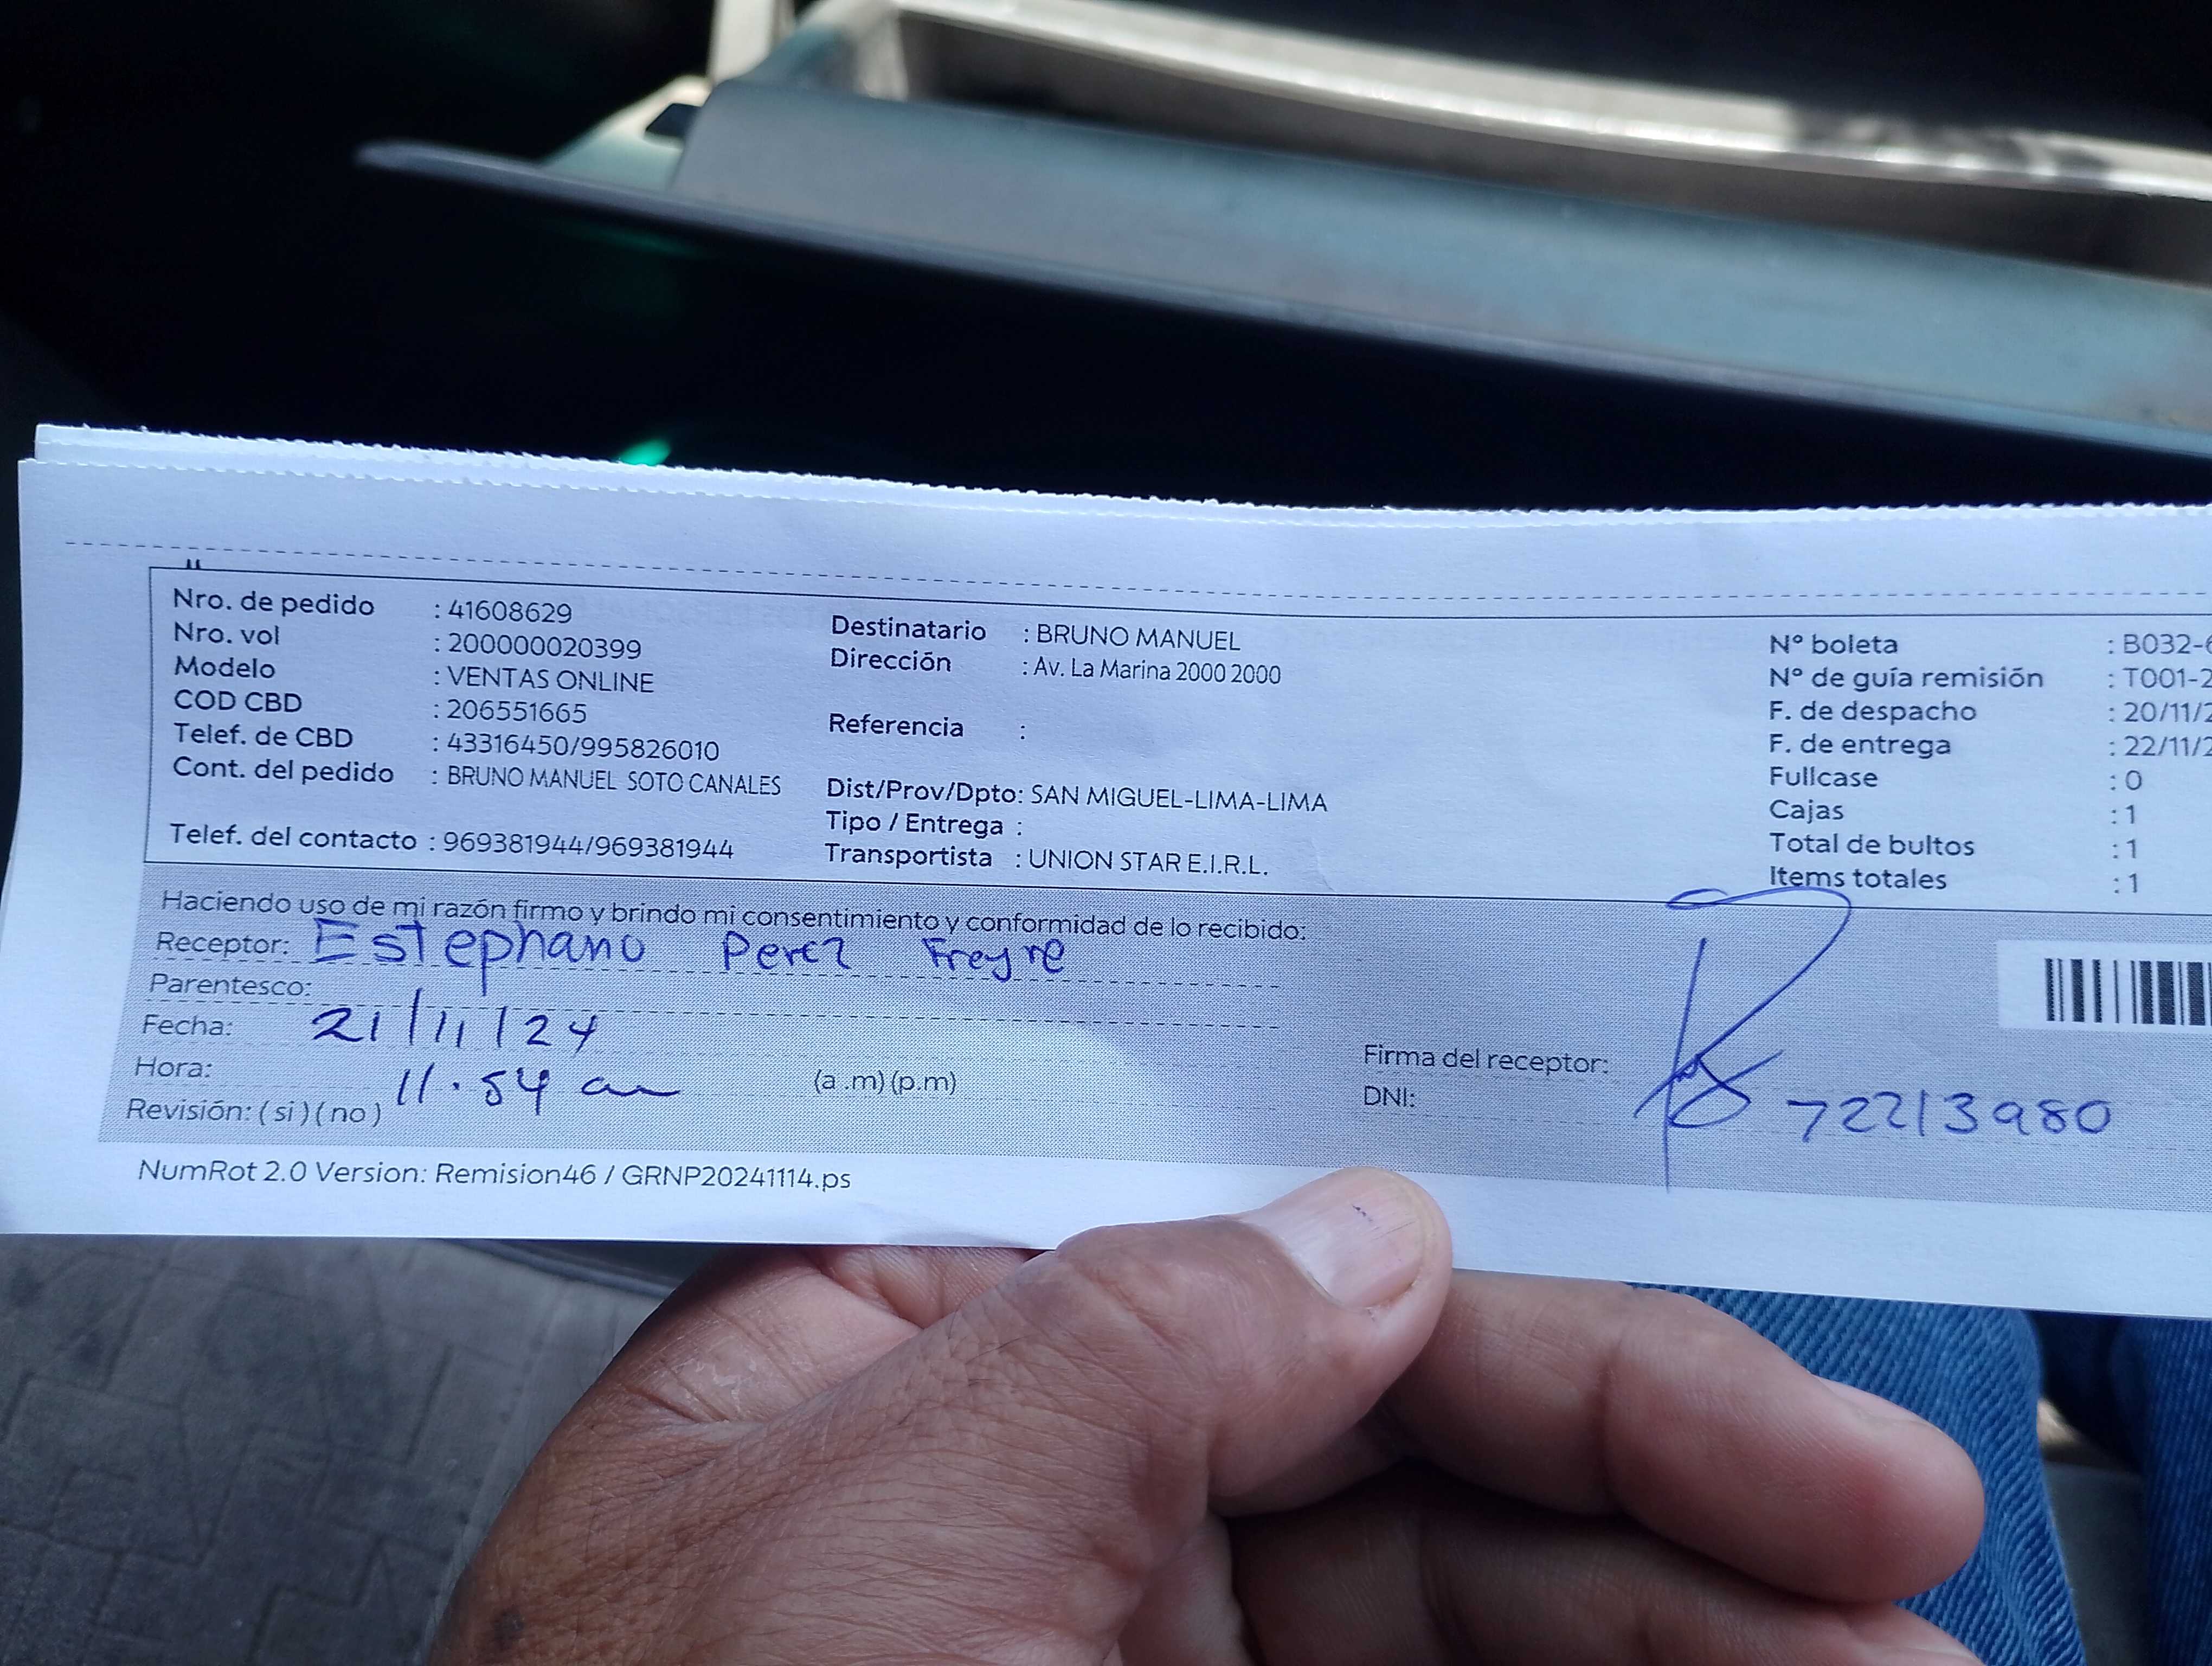 Nro. de pedido : 41608629
Nro. vol : 200000020399
Modelo : VENTAS ONLINE
COD CBD : 206551665
Telef. de CBD : 43316450/995826010
Cont. del pedido : BRUNO MANUEL SOTO CANALES
Telef. del contacto : 969381944/969381944
Destinatario : BRUNO MANUEL
Dirección : Av. La Marina 2000 2000
Referencia :
Dist/Prov/Dpto: SAN MIGUEL-LIMA-LIMA
Tipo / Entrega :
Transportista : UNION STAR E.I.R.L.
N° boleta : B032-6
N° de guía remisión : T001-2
F. de despacho : 20/11/2
F. de entrega : 22/11/2
Fullcase : 0
Cajas : 1
Total de bultos : 1
Items totales : 1
Haciendo uso de mi razón firmo y brindo mi consentimiento y conformidad de lo recibido:
Receptor: Estephano Perez Freyre
Parentesco:
Fecha: 21/11/24
Hora: 11.54 am (a .m) (p.m)
Revisión: ( si ) ( no )
Firma del receptor:
DNI: 72213980
NumRot 2.0 Version: Remision46 / GRNP20241114.ps